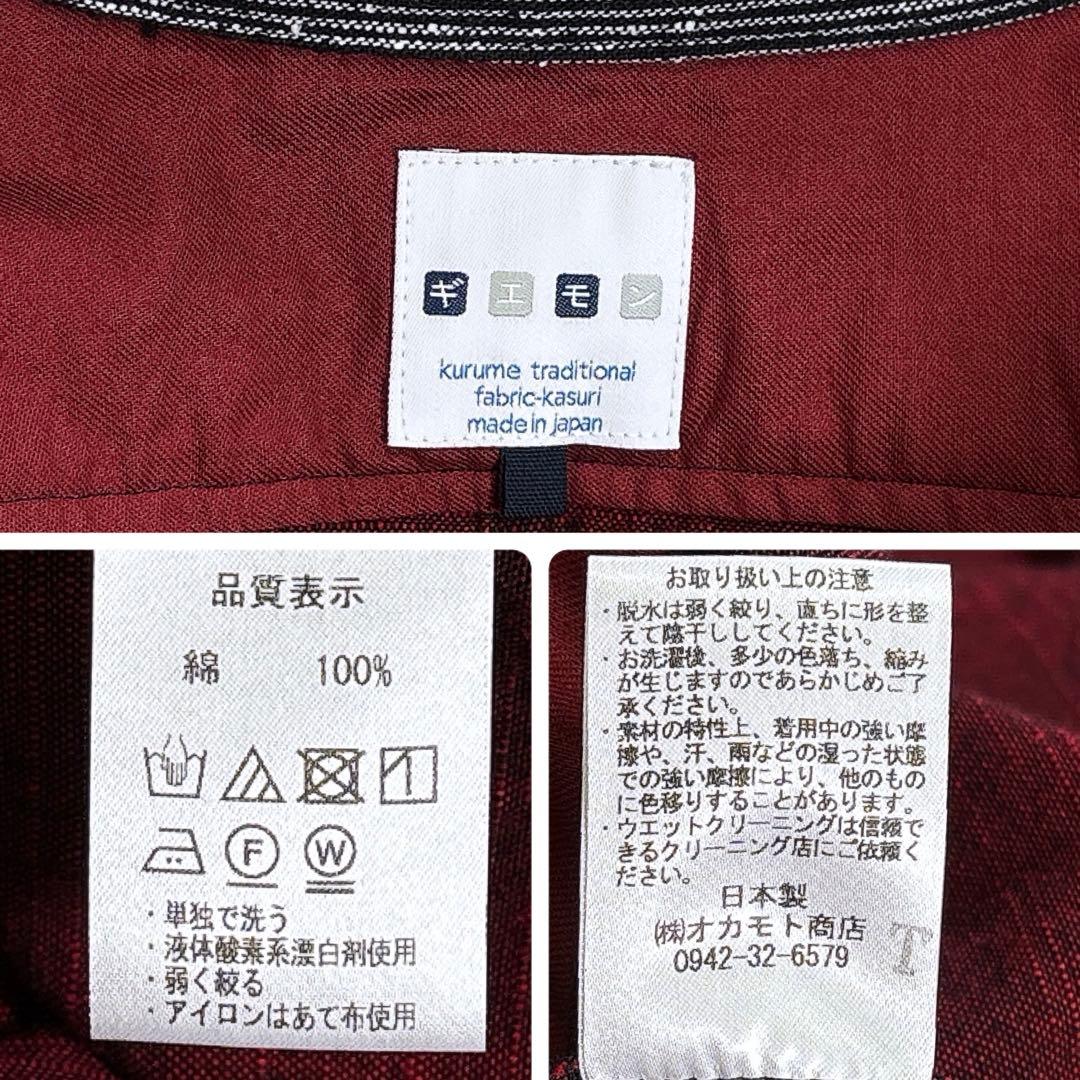 ギエモン
kurume traditional
fabric-kasuri
made in japan
品質表示
綿 100%
F W
・単独で洗う
・液体酸素系漂白剤使用
・弱く絞る
・アイロンはあて布使用
お取り扱い上の注意
・脱水は弱く絞り、直ちに形を整
えて陰干ししてください。
・お洗濯後、多少の色落ち、縮み
が生じますのであらかじめご了
承ください。
・素材の特性上、着用中の強い摩
擦や、汗、雨などの湿った状態
での強い摩擦により、他のもの
に色移りすることがあります。
・ウエットクリーニングは信頼で
きるクリーニング店にご依頼く
ださい。
日本製
㈱オカモト商店
0942-32-6579
T